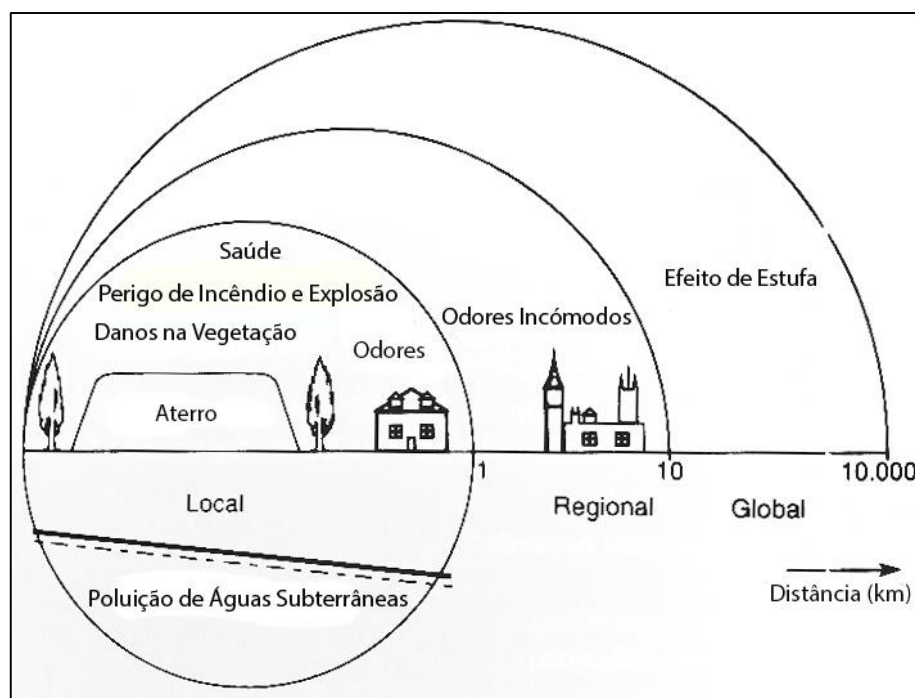 Saúde
Perigo de Incêndio e Explosão
Danos na Vegetação
Odores
Aterro
Odores Incómodos
Efeito de Estufa
1
10
10.000
Local
Regional
Global
Poluição de Águas Subterrâneas
Distância (km)